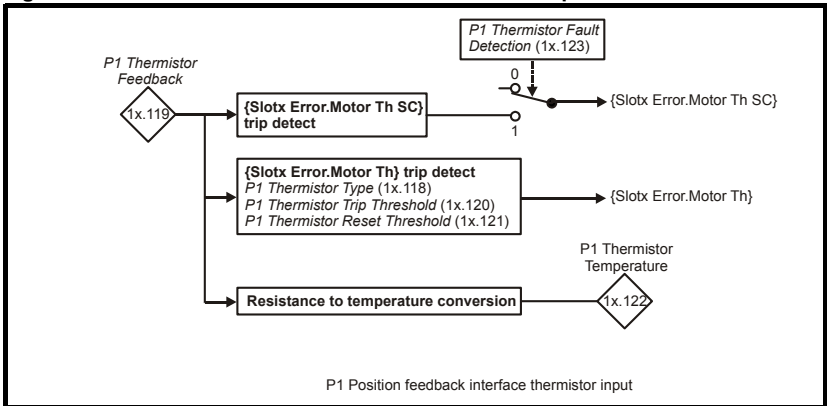 P1 Thermistor Fault
Detection (1x.123)
P1 Thermistor
Feedback
1x.119
0
1
{Slotx Error.Motor Th SC}
trip detect
{Slotx Error.Motor Th SC}
{Slotx Error.Motor Th} trip detect
P1 Thermistor Type (1x.118)
P1 Thermistor Trip Threshold (1x.120)
P1 Thermistor Reset Threshold (1x.121)
{Slotx Error.Motor Th}
P1 Thermistor
Temperature
Resistance to temperature conversion
1x.122
P1 Position feedback interface thermistor input